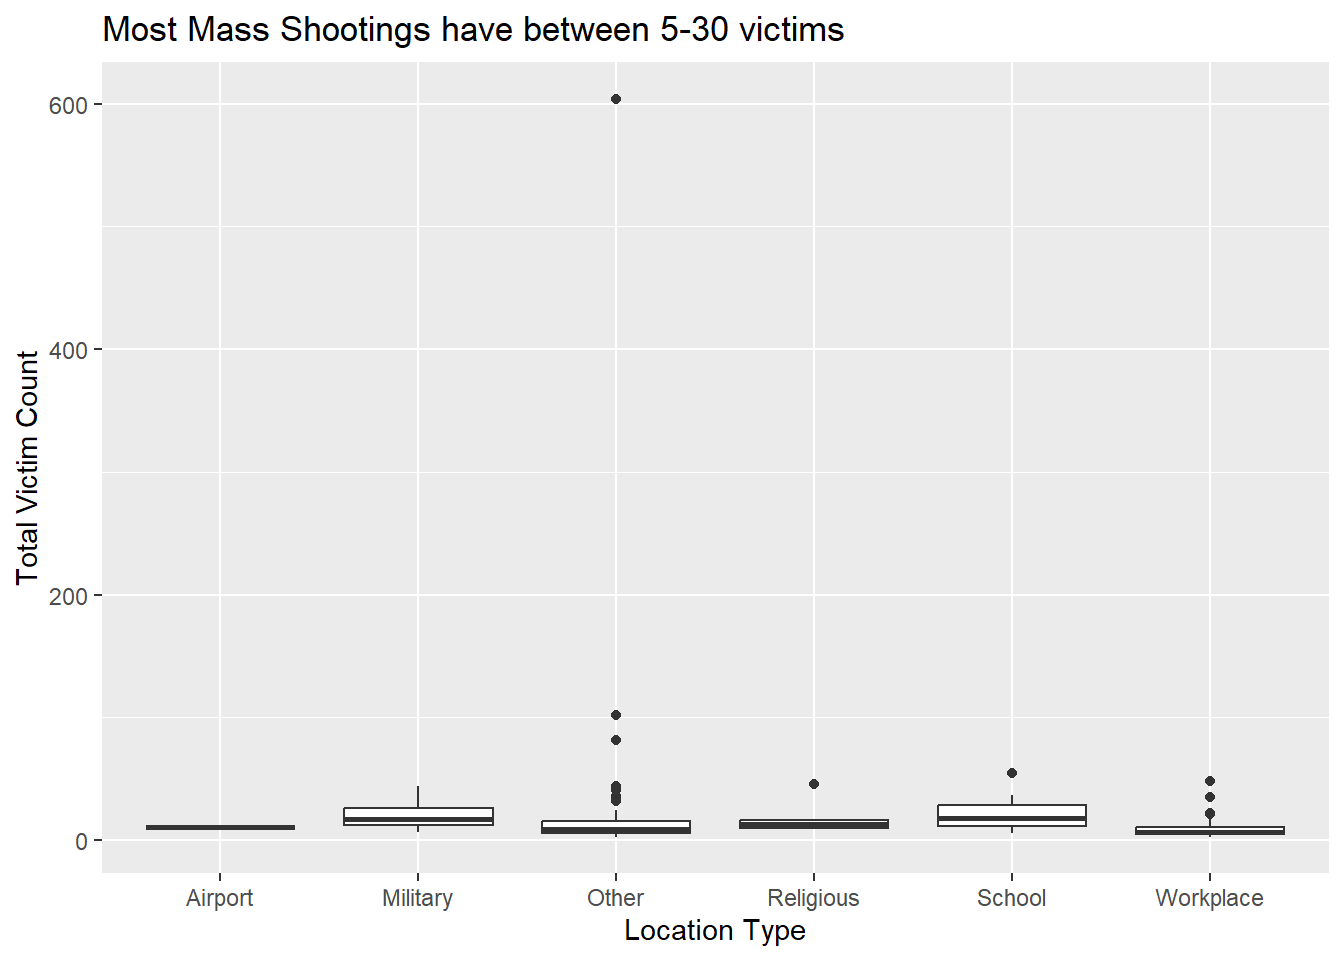 Most Mass Shootings have between 5-30 victims
600
400
200
0
Total Victim Count
Airport Military Other Religious School Workplace
Location Type